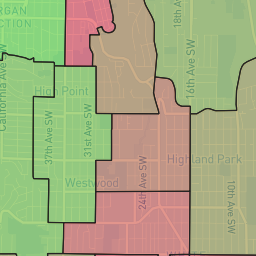 RGAN
CTION
18th Ave SW
16th Ave SW
California Ave SW
High Point
37th Ave SW
31st Ave SW
Highland Park
24th Ave SW
Westwood
10th Ave SW